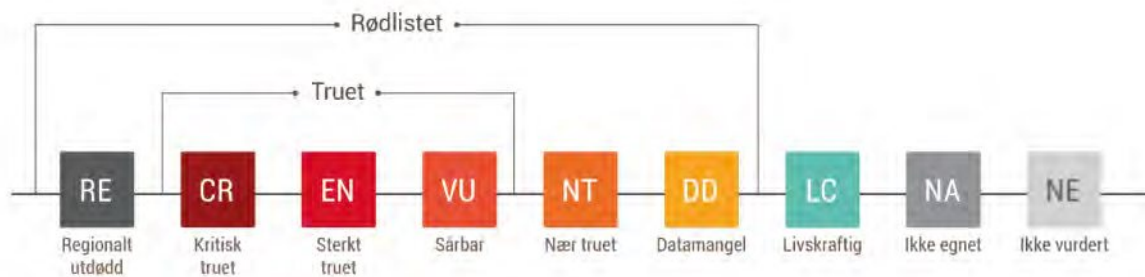 Rødlistet
Truet
RE CR EN VU NT DD LC NA NE
Regionalt utdødd
Kritisk truet
Sterkt truet
Sårbar
Nær truet
Datamangel
Livskraftig
Ikke egnet
Ikke vurdert